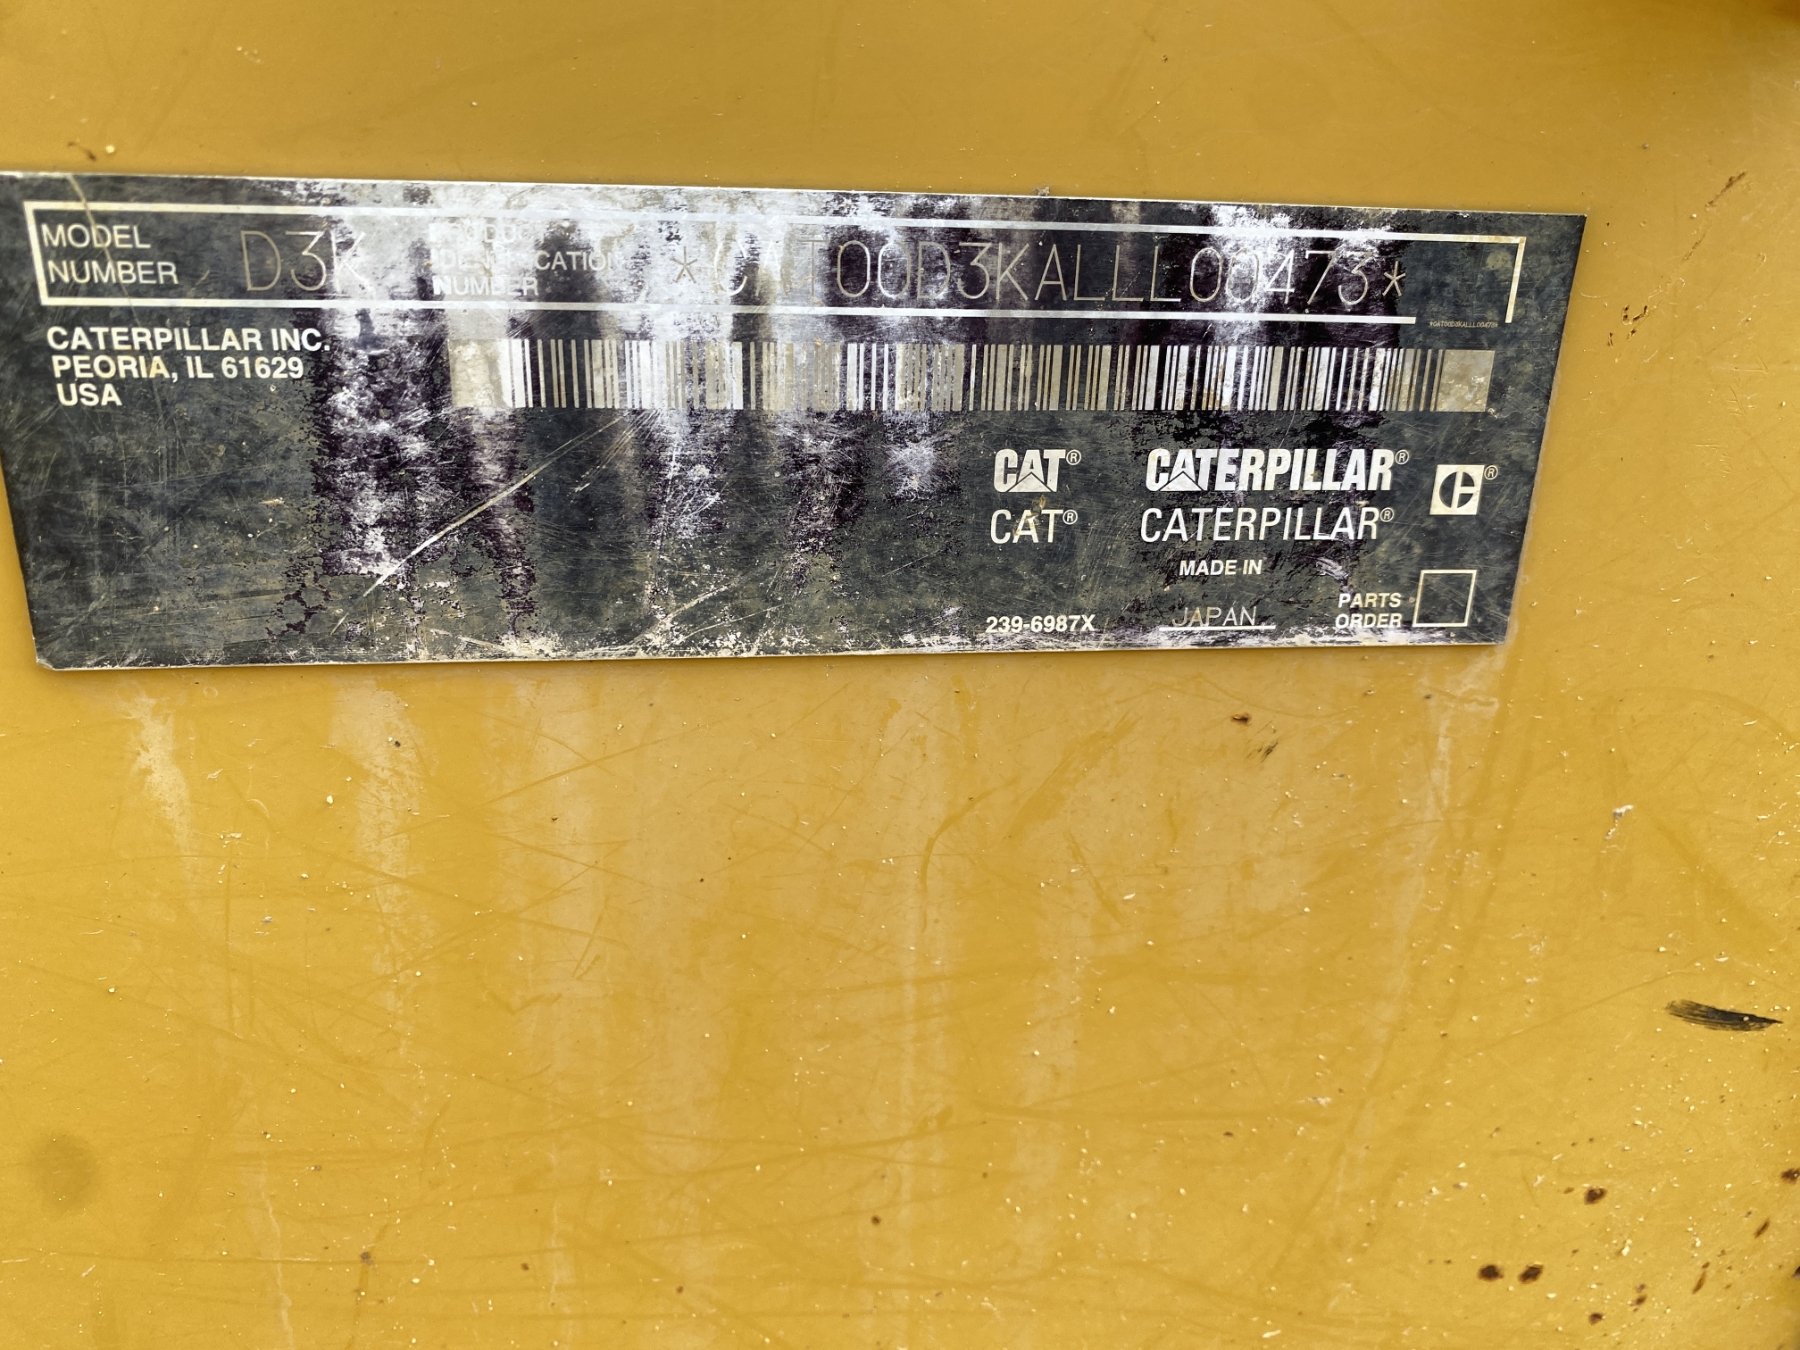 MODEL NUMBER D3K
PRODUCT IDENTIFICATION NUMBER *CAT00D3KALLL00473*
*CAT00D3KALLL00473*
CATERPILLAR INC.
PEORIA, IL 61629
USA
CAT® CATERPILLAR® ®
CAT® CATERPILLAR®
MADE IN
JAPAN
239-6987X
PARTS
ORDER